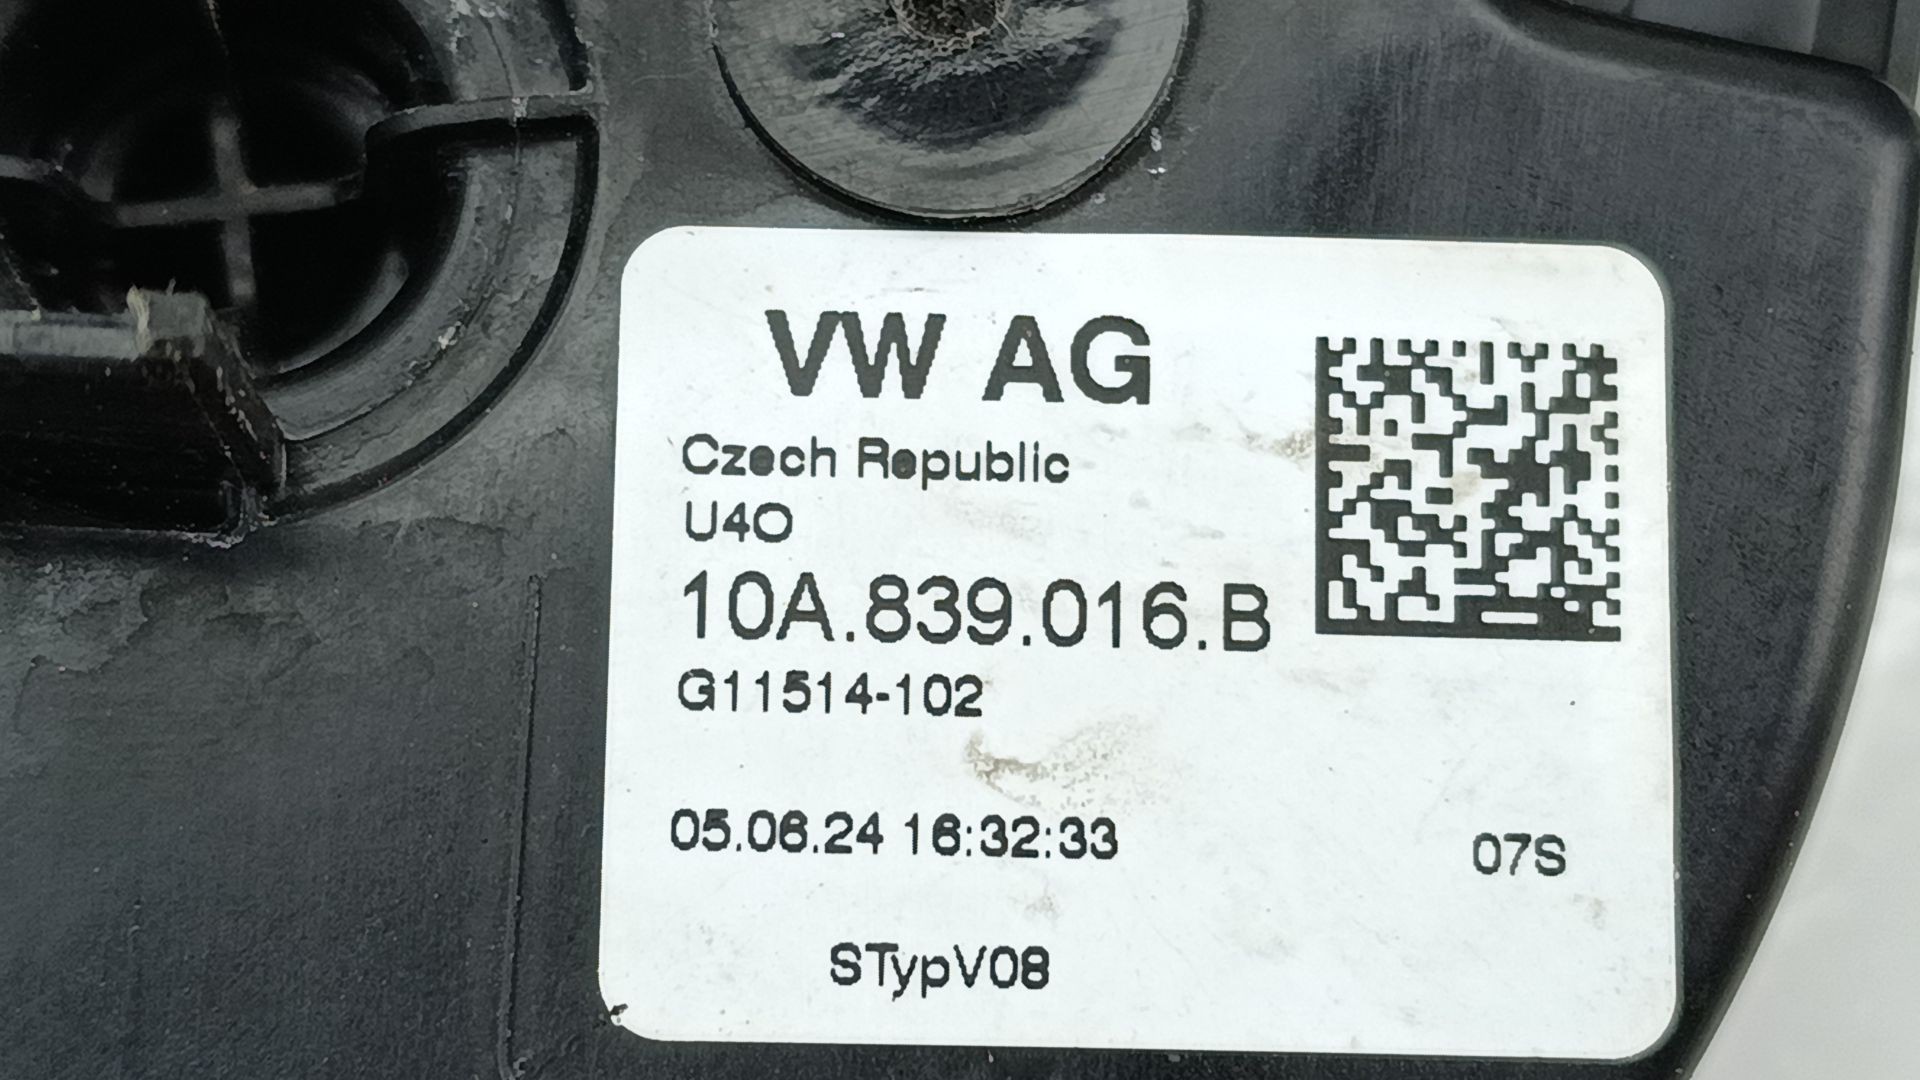 VW AG
Czech Republic
U4O
10A.839.016.B
G11514-102
05.06.24 16:32:33
07S
STypV08